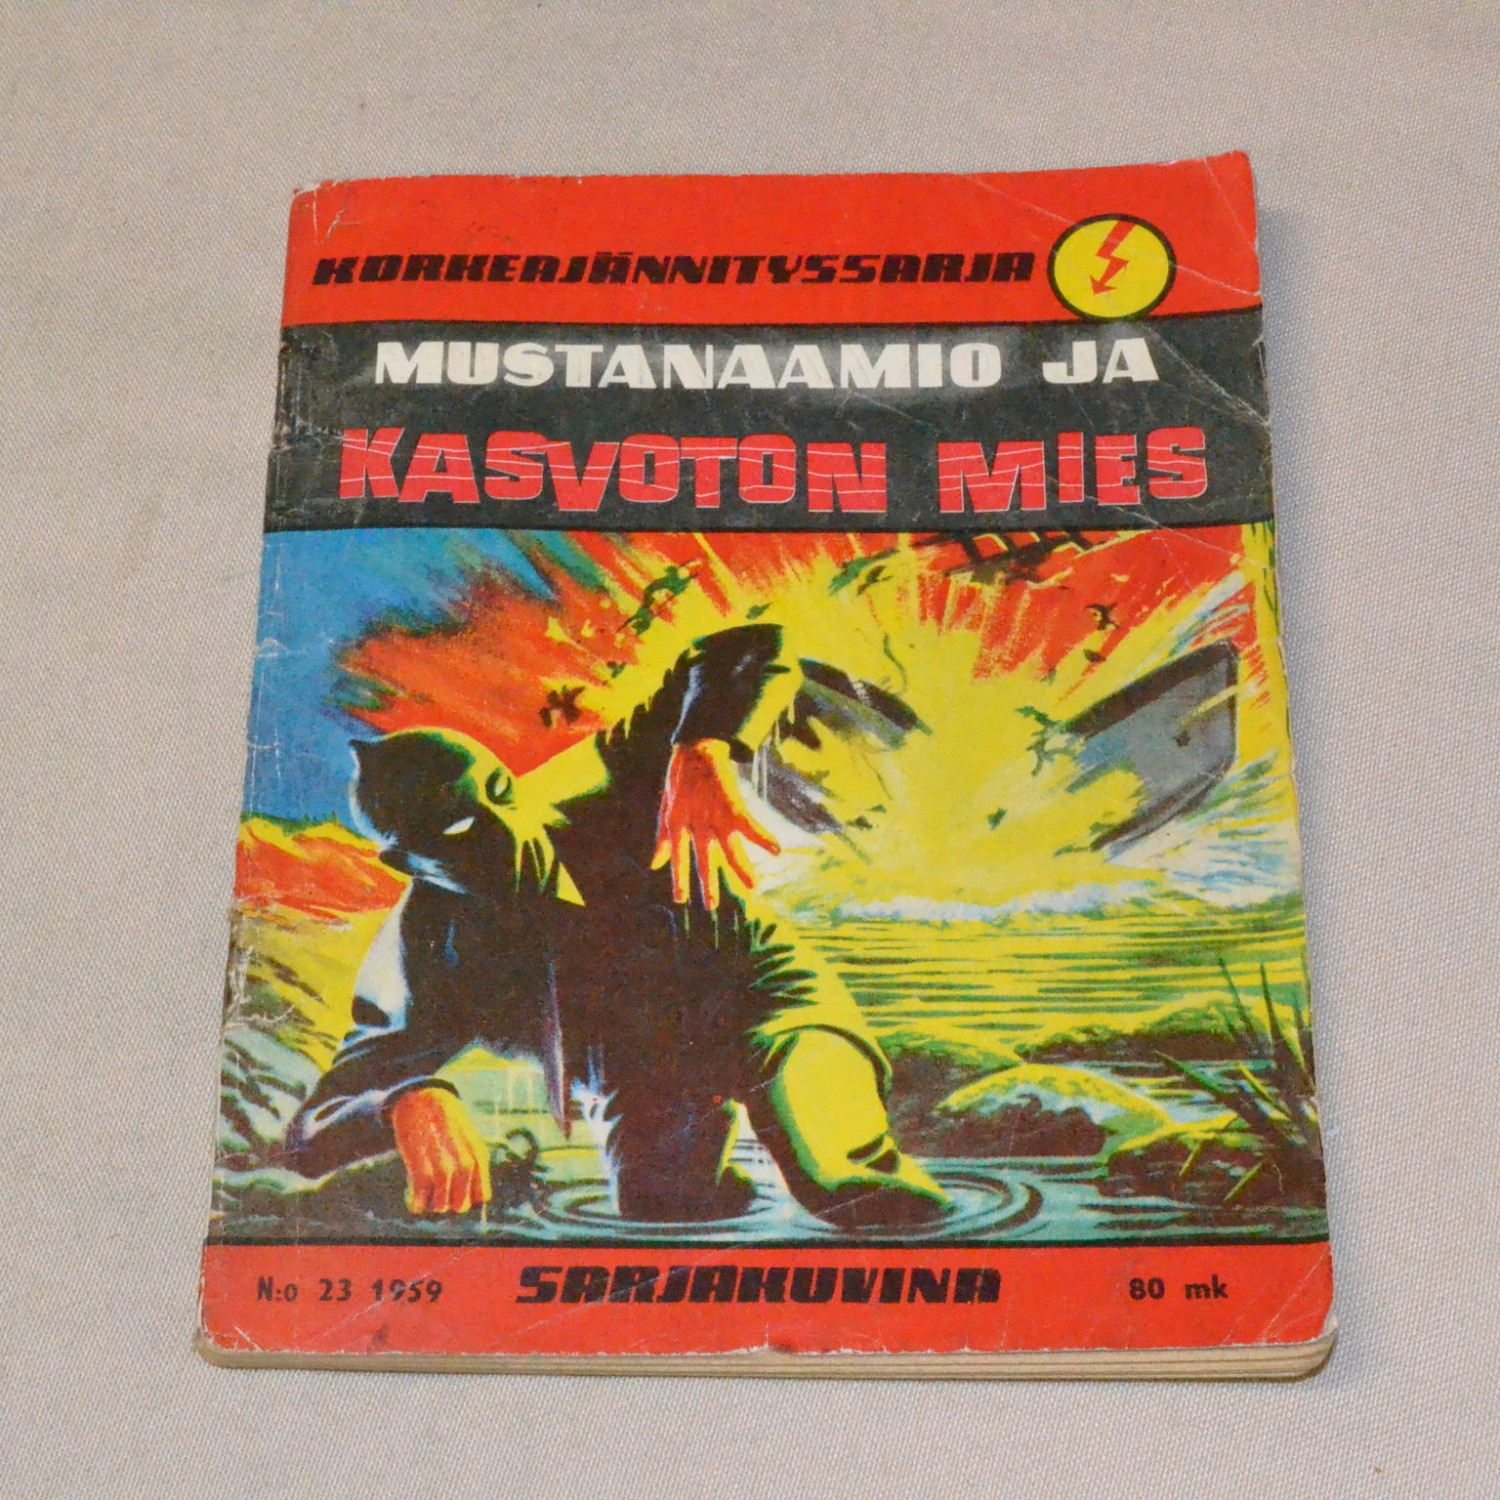 KORKEAJÄNNITYSSARJA
MUSTANAAMIO JA
KASVOTON MIES
N:o 23 1959 SARJAKUVINA 80 mk